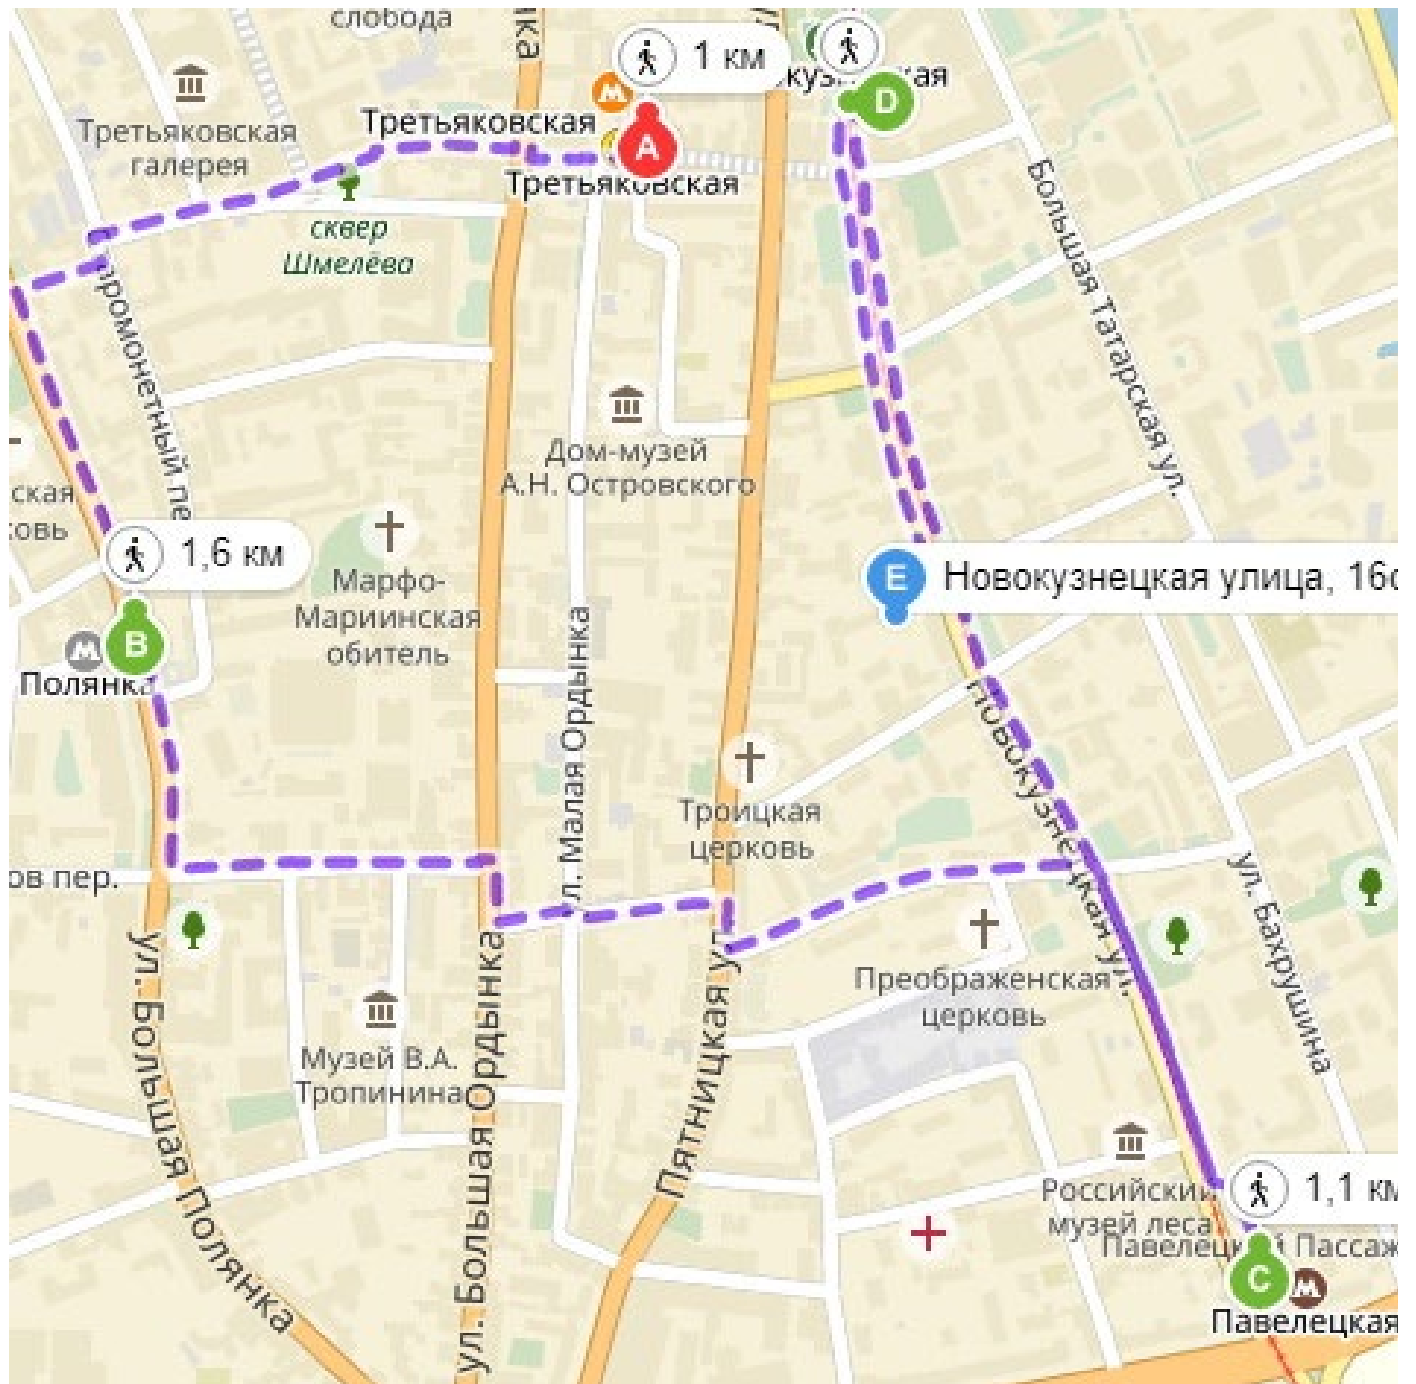 слобода
1 км
A
D
Третьяковская
Третьяковская
галерея
Третьяковская
сквер
Шмелёва
Большая Татарская ул.
Дом-музей
А.Н. Островского
1,6 км
E
Новокузнецкая улица, 16с
Марфо-
Мариинская
обитель
B
Полянка
ул. Малая Ордынка
Новокузнецкая ул.
Троицкая
церковь
ов пер.
ул. Бахрушина
ул. Большая Полянка
ул. Большая Ордынка
Пятницкая ул
Преображенская
церковь
Музей В.А.
Тропинина
Российский
музей леса
1,1 км
C
Павелецкая